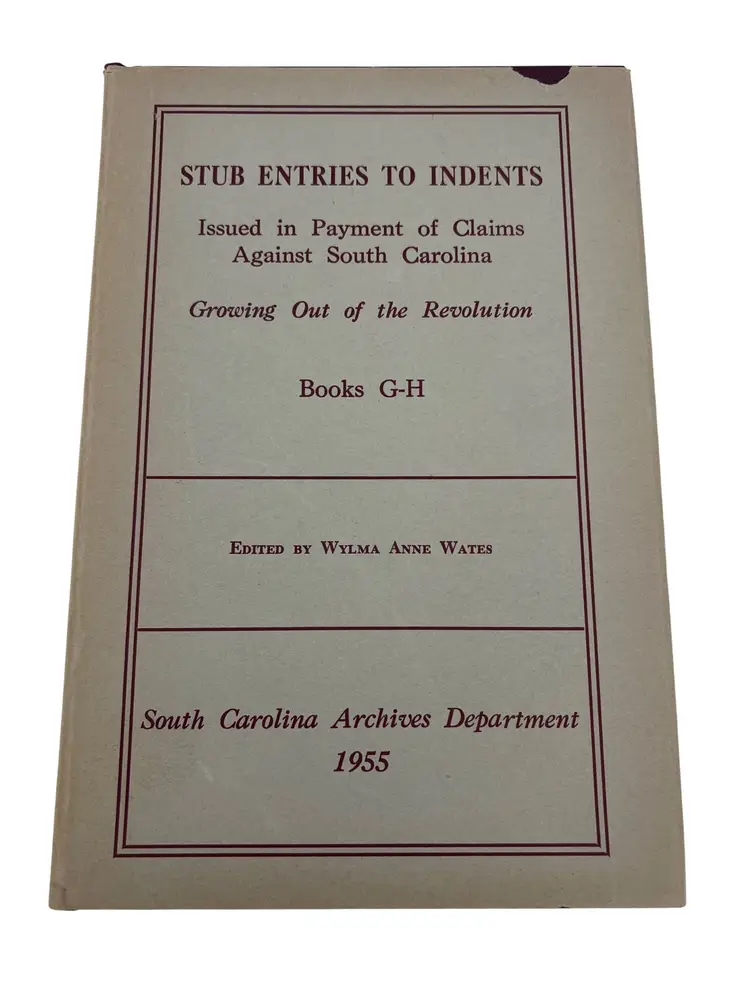 STUB ENTRIES TO INDENTS
Issued in Payment of Claims
Against South Carolina
Growing Out of the Revolution
Books G-H
Edited by Wylma Anne Wates
South Carolina Archives Department
1955